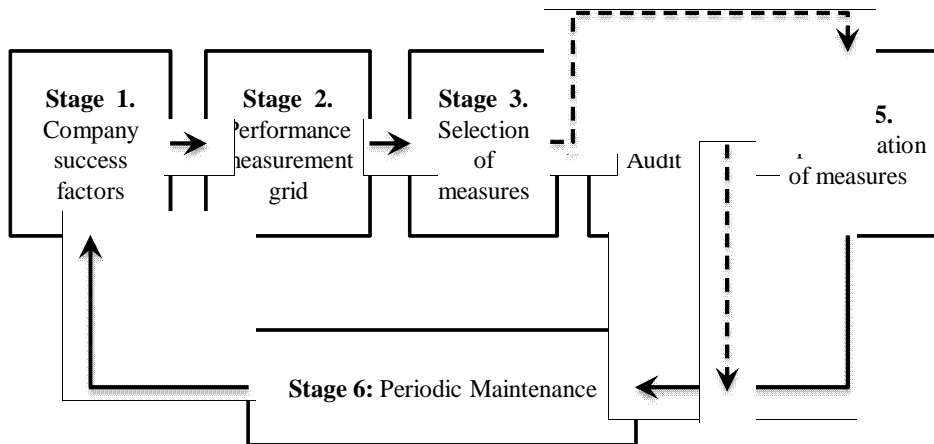 Stage 1.
Company
success
factors
Stage 2.
Performance
measurement
grid
Stage 3.
Selection
of
measures
Audit
5.
ation
of measures
Stage 6: Periodic Maintenance